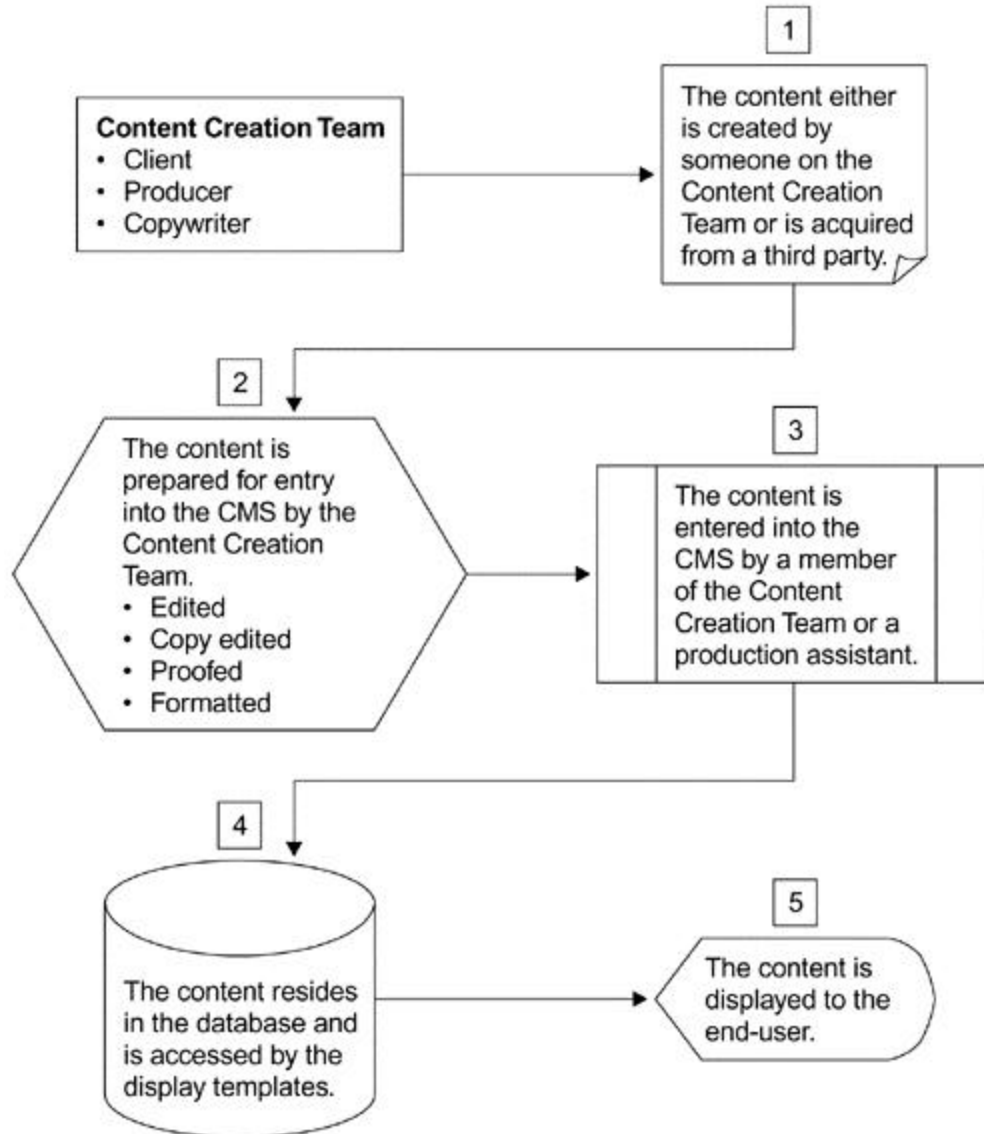 1
Content Creation Team
• Client
• Producer
• Copywriter
The content either
is created by
someone on the
Content Creation
Team or is acquired
from a third party.
2
The content is
prepared for entry
into the CMS by the
Content Creation
Team.
• Edited
• Copy edited
• Proofed
• Formatted
3
The content is
entered into the
CMS by a member
of the Content
Creation Team or a
production assistant.
4
The content resides
in the database and
is accessed by the
display templates.
5
The content is
displayed to the
end-user.